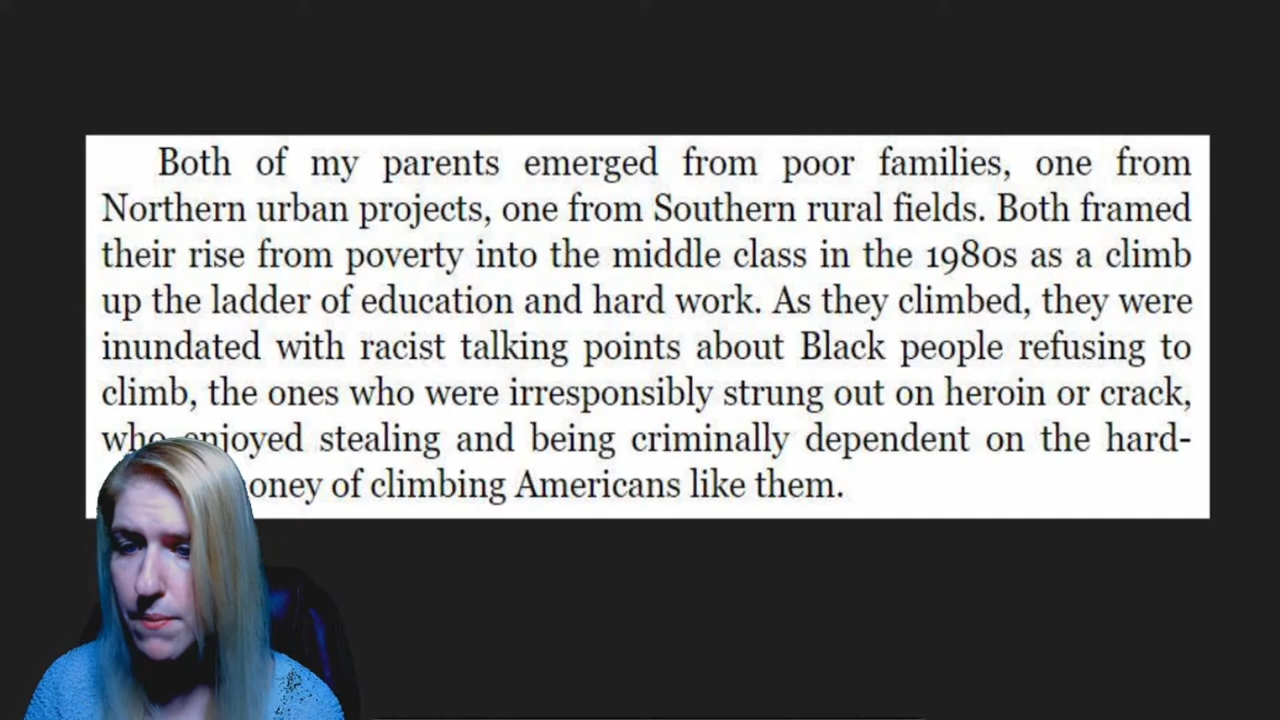 Both of my parents emerged from poor families, one from
Northern urban projects, one from Southern rural fields. Both framed
their rise from poverty into the middle class in the 1980s as a climb
up the ladder of education and hard work. As they climbed, they were
inundated with racist talking points about Black people refusing to
climb, the ones who were irresponsibly strung out on heroin or crack,
who enjoyed stealing and being criminally dependent on the hard-
oney of climbing Americans like them.